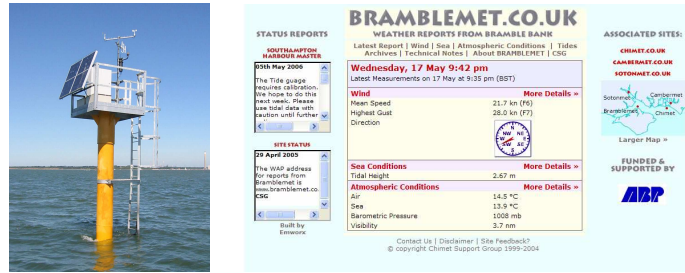 BRAMBLEMET.CO.UK
WEATHER REPORTS FROM BRAMBLE BANK
Latest Report | Wind | Sea | Atmospheric Conditions | Tides
Archives | Technical Notes | About BRAMBLEMET | CSG
STATUS REPORTS
SOUTHAMPTON
HARBOUR MASTER
05th May 2006
The Tide guage
requires calibration.
We hope to do this
next week. Please
use tidal data with
caution until further
SITE STATUS
29 April 2005
The WAP address
for reports from
Bramblemet is
www.bramblemet.co.
CSG
Built by
Emworx
Wednesday, 17 May 9:42 pm
Latest Measurements on 17 May at 9:35 pm (BST)
Wind More Details »
Mean Speed 21.7 kn (F6)
Highest Gust 28.0 kn (F7)
Direction
N
NW NE
W E
SW SE
S
Sea Conditions More Details »
Tidal Height 2.67 m
Atmospheric Conditions More Details »
Air 14.5 °C
Sea 13.9 °C
Barometric Pressure 1008 mb
Visibility 3.7 nm
Contact Us | Disclaimer | Site Feedback?
© copyright Chimet Support Group 1999-2004
ASSOCIATED SITES:
CHIMET.CO.UK
CAMBERMET.CO.UK
SOTONMET.CO.UK
Sotonmet Cambermet
Bramblemet Chimet
Larger Map »
FUNDED &
SUPPORTED BY
ABP